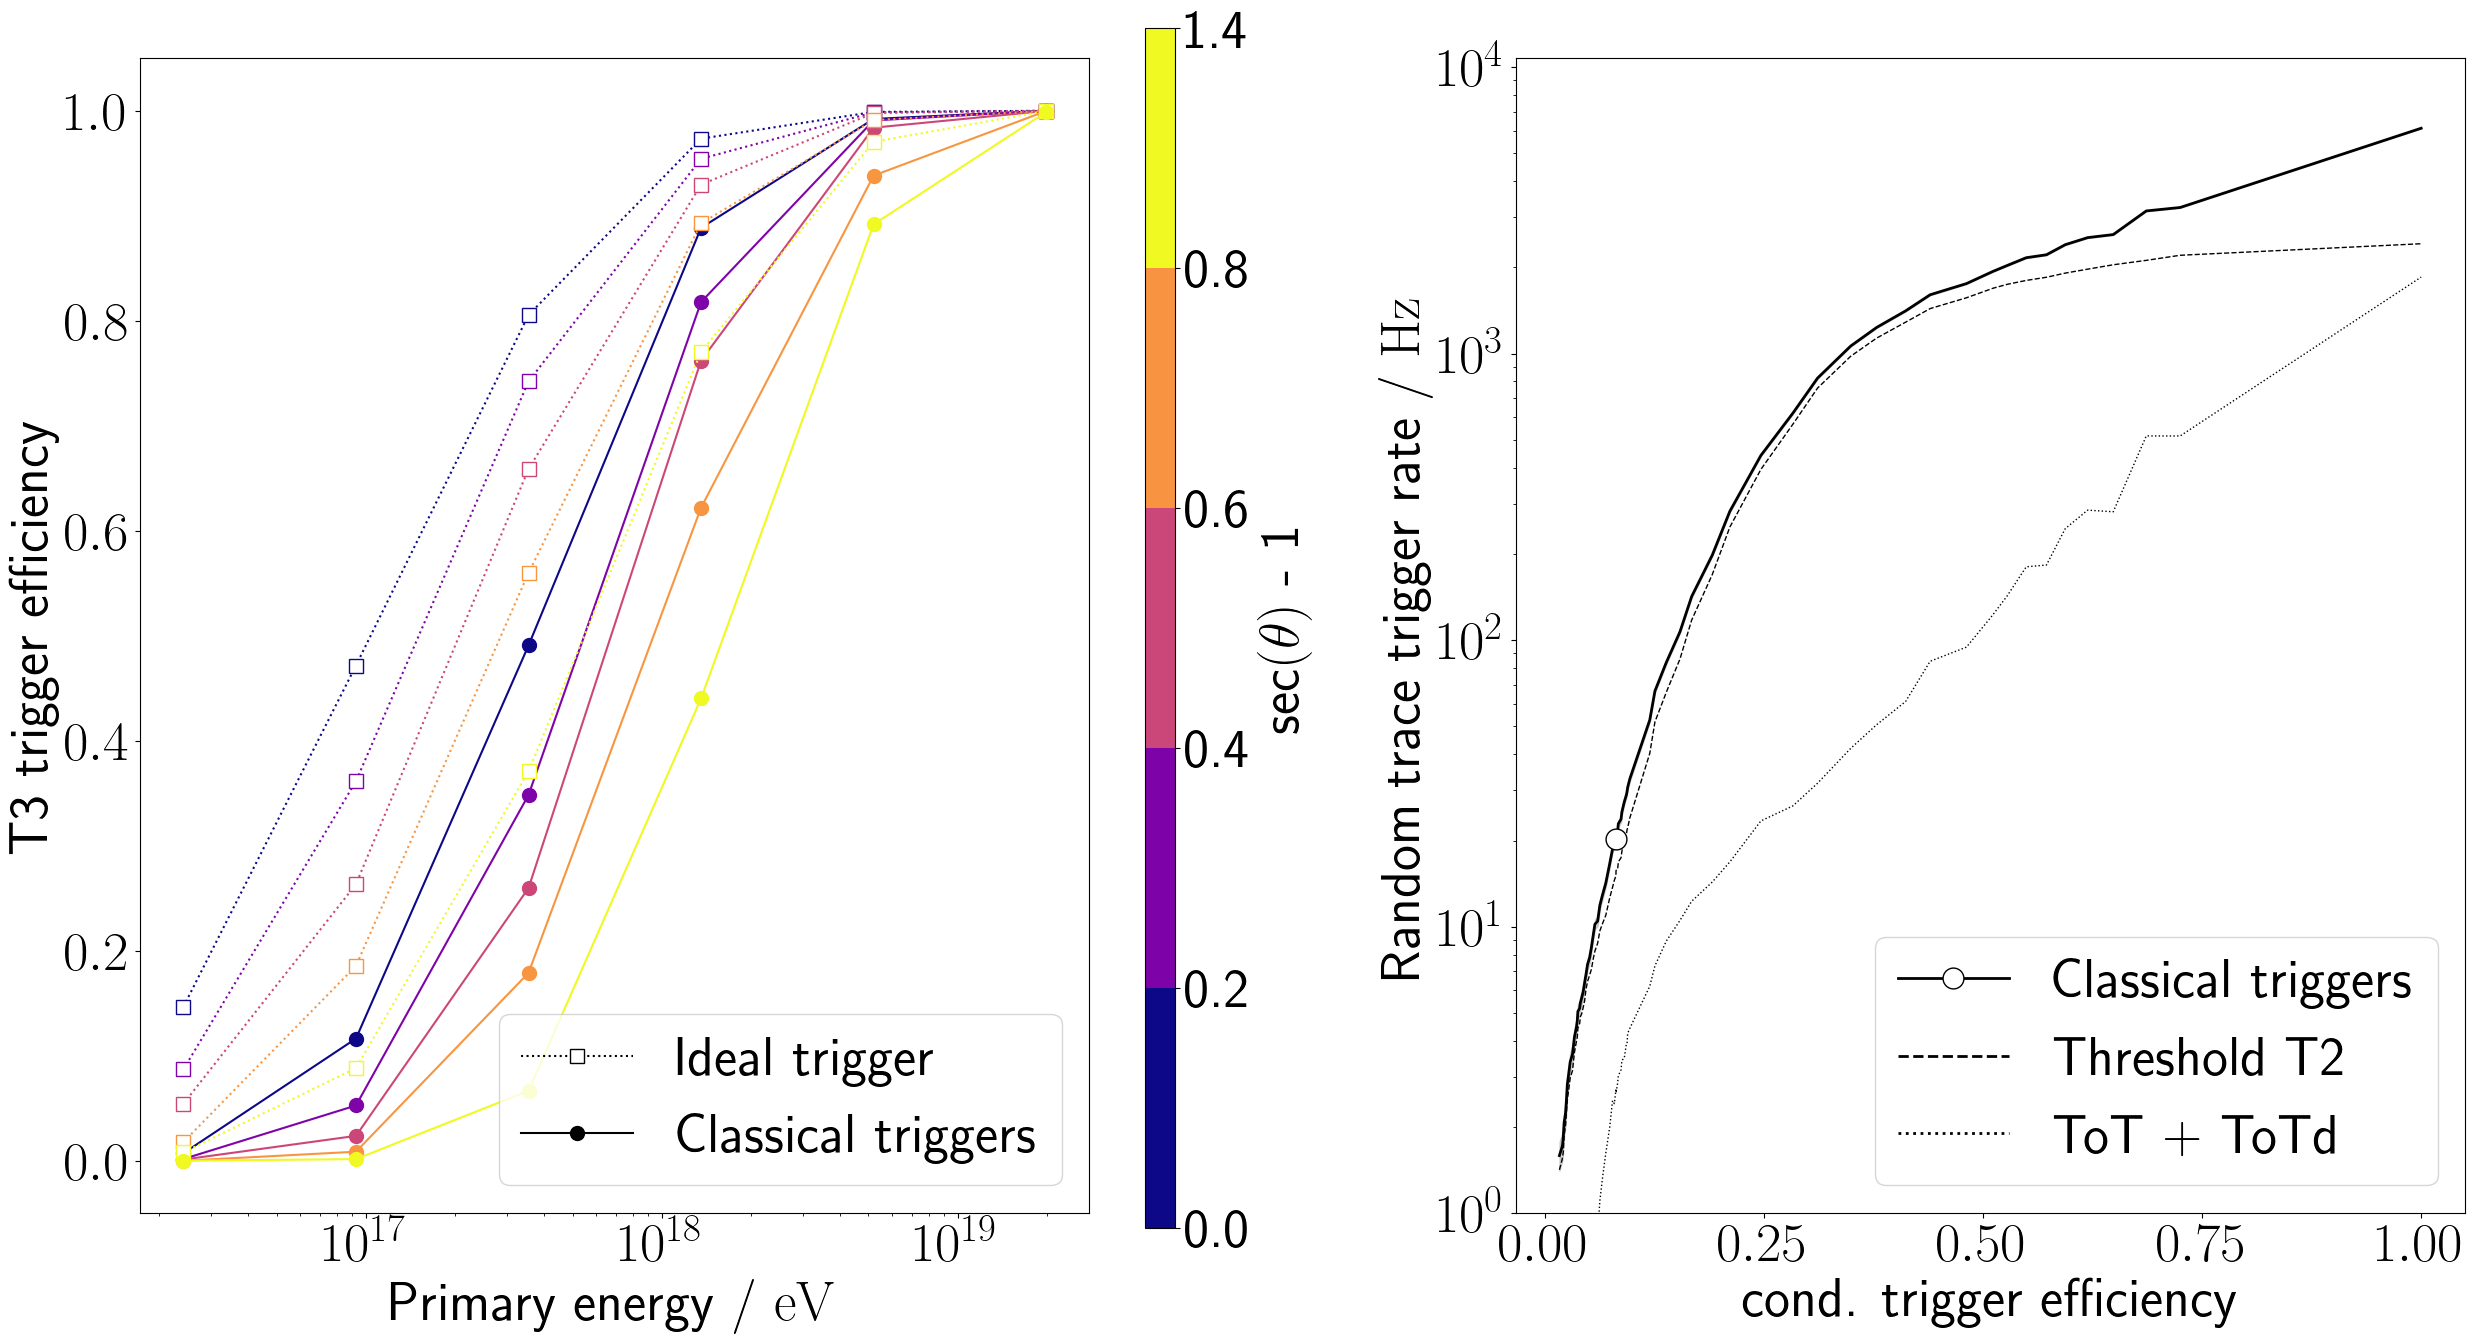 1.0
0.8
0.6
0.4
0.2
0.0
T3 trigger efficiency
10^17
10^18
10^19
Primary energy / eV
Ideal trigger
Classical triggers
1.4
0.8
0.6
0.4
0.2
0.0
sec(θ) - 1
10^4
10^3
10^2
10^1
10^0
Random trace trigger rate / Hz
0.00
0.25
0.50
0.75
1.00
cond. trigger efficiency
Classical triggers
Threshold T2
ToT + ToTd